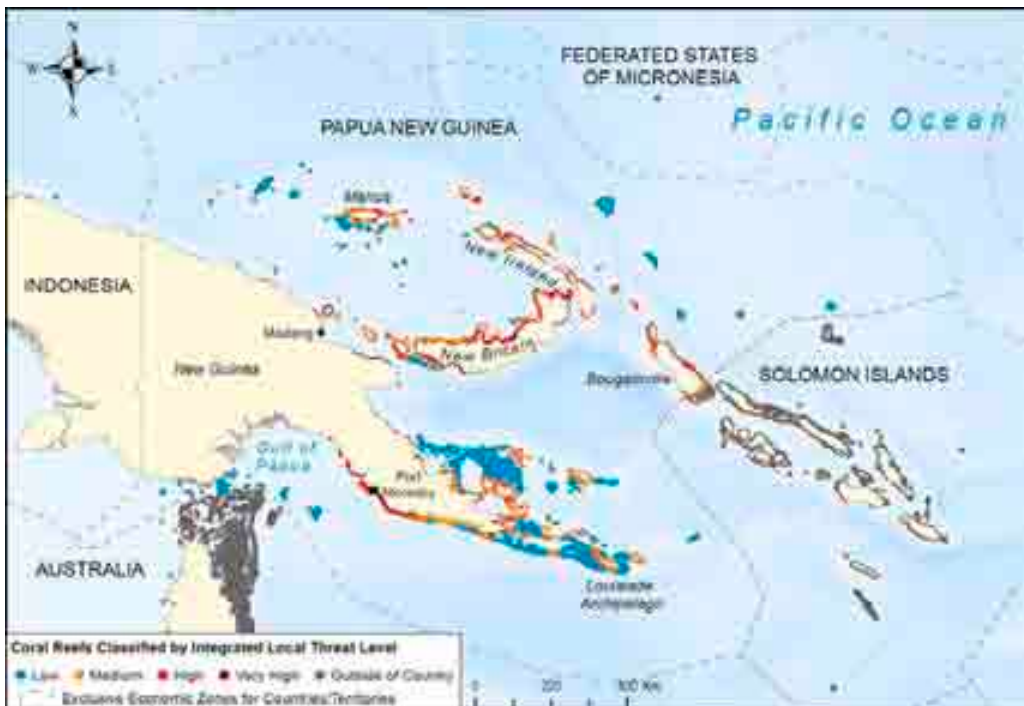 N
W E
S
FEDERATED STATES
OF MICRONESIA
Pacific Ocean
PAPUA NEW GUINEA
Manus
New Ireland
INDONESIA
Madang
New Britain
New Guinea
Bougainville
SOLOMON ISLANDS
Gulf of
Papua
Port
Moresby
AUSTRALIA
Louisiade
Archipelago
Coral Reefs Classified by Integrated Local Threat Level
Low Medium High Very High Outside of Country
Exclusive Economic Zones for Countries/Territories
0 200 Km